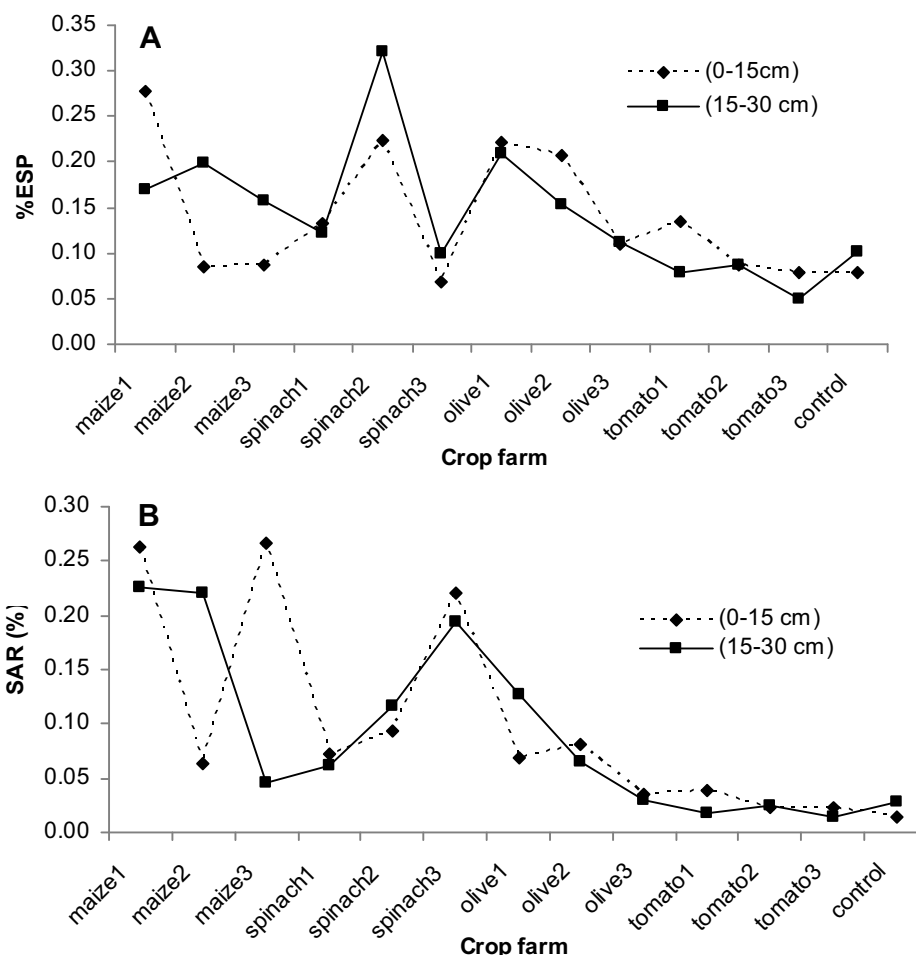 A
0.35
0.30
0.25
0.20
0.15
0.10
0.05
0.00
%ESP
(0-15cm)
(15-30 cm)
maize1
maize2
maize3
spinach1
spinach2
spinach3
olive1
olive2
olive3
tomato1
tomato2
tomato3
control
Crop farm
B
0.30
0.25
0.20
0.15
0.10
0.05
0.00
SAR (%)
(0-15 cm)
(15-30 cm)
maize1
maize2
maize3
spinach1
spinach2
spinach3
olive1
olive2
olive3
tomato1
tomato2
tomato3
control
Crop farm